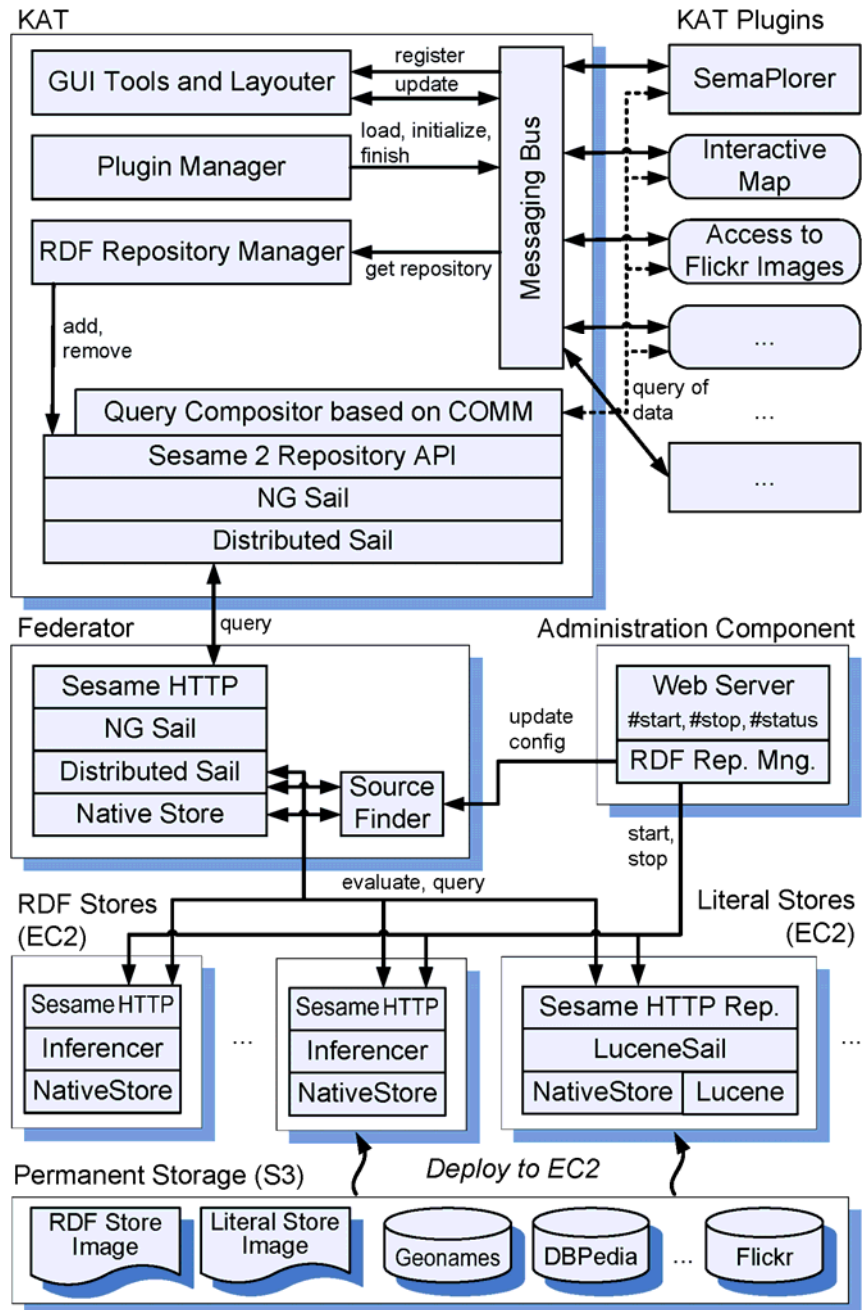 KAT
KAT Plugins
GUI Tools and Layouter
register
update
Messaging Bus
SemaPlorer
Plugin Manager
load, initialize,
finish
Interactive
Map
RDF Repository Manager
get repository
Access to
Flickr Images
add,
remove
...
query of
data
...
...
Query Compositor based on COMM
Sesame 2 Repository API
NG Sail
Distributed Sail
query
Federator
Administration Component
Sesame HTTP
NG Sail
Distributed Sail
Native Store
Source
Finder
update
config
Web Server
#start, #stop, #status
RDF Rep. Mng.
start,
stop
evaluate, query
RDF Stores
(EC2)
Literal Stores
(EC2)
Sesame HTTP
Inferencer
NativeStore
...
Sesame HTTP
Inferencer
NativeStore
Sesame HTTP Rep.
LuceneSail
NativeStore
Lucene
...
Permanent Storage (S3)
Deploy to EC2
RDF Store
Image
Literal Store
Image
Geonames
DBPedia
...
Flickr